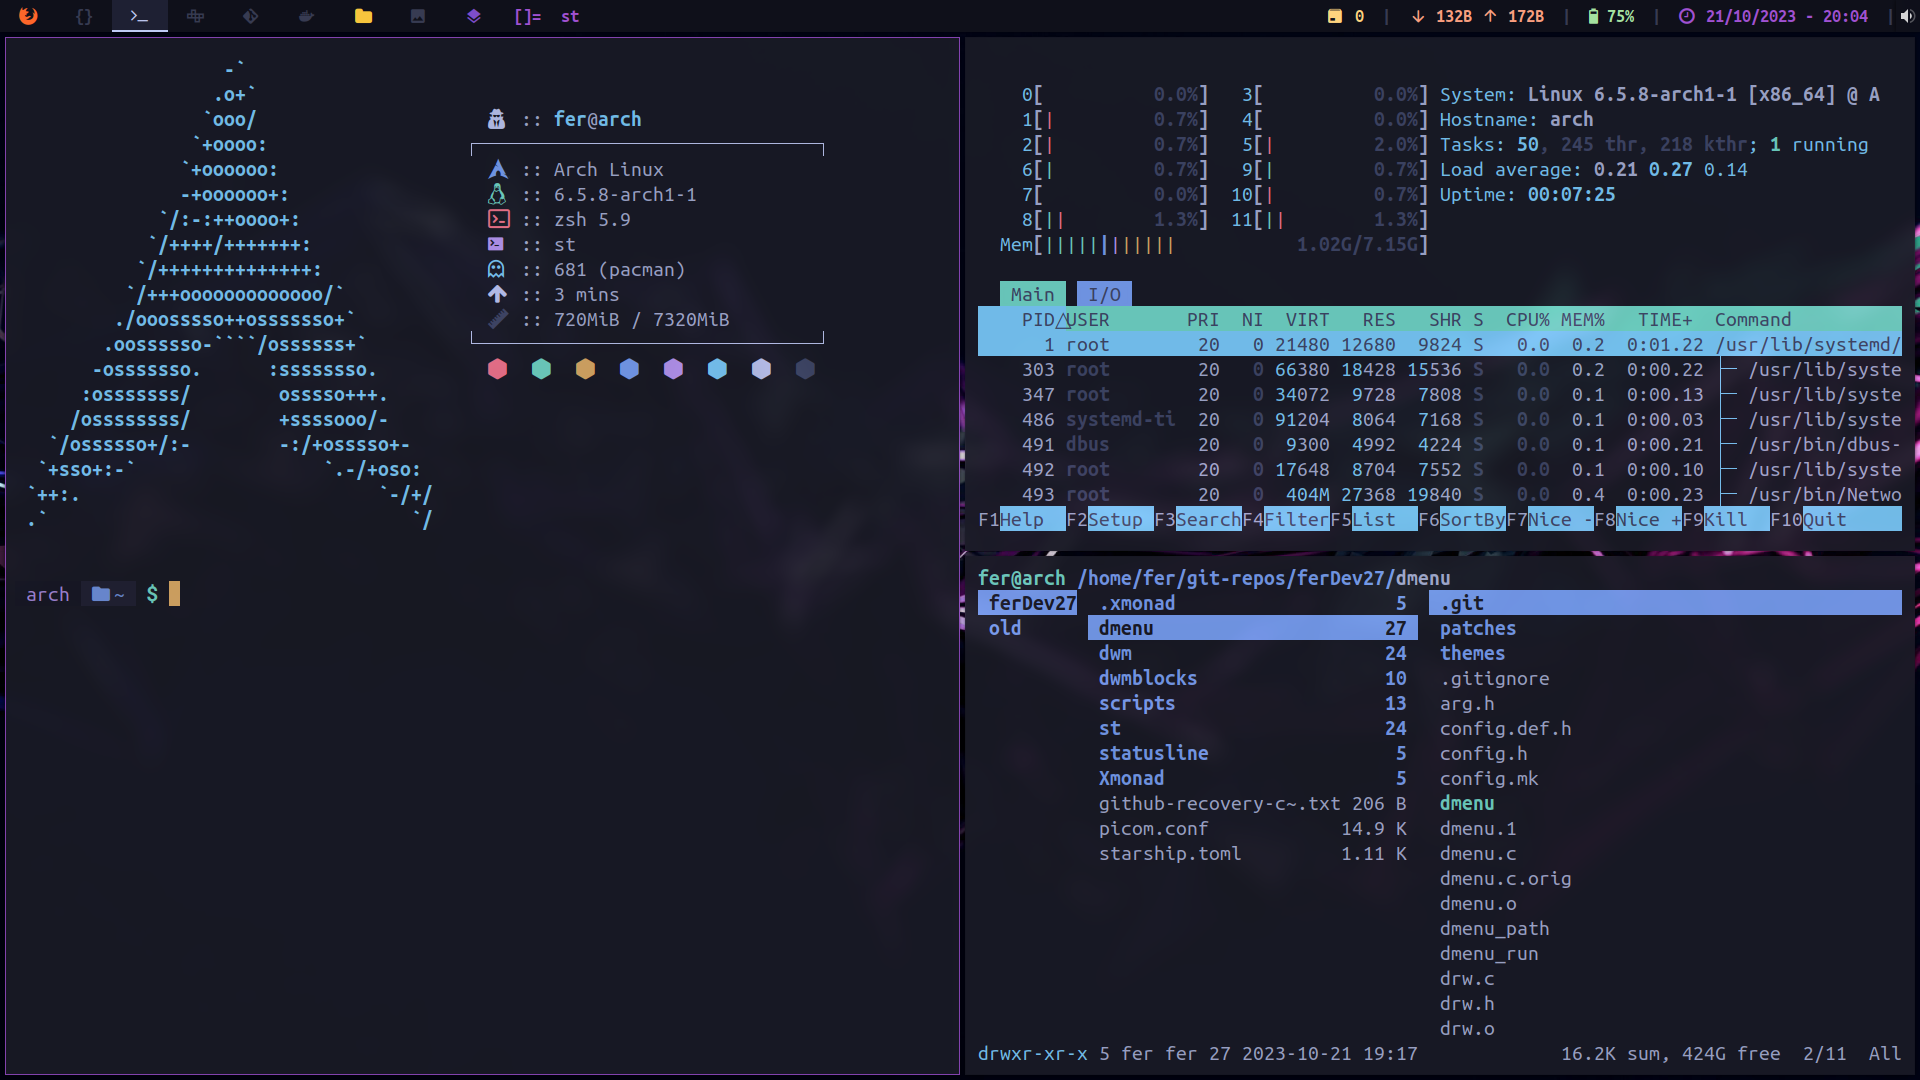 {} []= st 0 | ↓ 132B ↑ 172B | 75% | 21/10/2023 - 20:04 |
-`
.o+`
`ooo/
`+oooo:
`+oooooo:
-+oooooo+:
`/:-:++oooo+:
`/++++/+++++++:
`/++++++++++++++:
`/+++ooooooooooooo/`
./ooosssso++osssssso+`
.oossssso-````/ossssss+`
-osssssso. :ssssssso.
:osssssss/ osssso+++.
/ossssssss/ +ssssooo/-
`/ossssso+/:- -:/+osssso+-
`+sso+:-` `.-/+oso:
`++:. `-/+/
.` `/
:: fer@arch
:: Arch Linux
:: 6.5.8-arch1-1
:: zsh 5.9
:: st
:: 681 (pacman)
:: 3 mins
:: 720MiB / 7320MiB
arch ~ $
0[ 0.0%] 3[ 0.0%] System: Linux 6.5.8-arch1-1 [x86_64] @ A
1[| 0.7%] 4[ 0.0%] Hostname: arch
2[| 0.7%] 5[| 2.0%] Tasks: 50, 245 thr, 218 kthr; 1 running
6[| 0.7%] 9[| 0.7%] Load average: 0.21 0.27 0.14
7[ 0.0%] 10[| 0.7%] Uptime: 00:07:25
8[|| 1.3%] 11[|| 1.3%]
Mem[|||||||||||| 1.02G/7.15G]
Main I/O
PID△USER PRI NI VIRT RES SHR S CPU% MEM% TIME+ Command
1 root 20 0 21480 12680 9824 S 0.0 0.2 0:01.22 /usr/lib/systemd/
303 root 20 0 66380 18428 15536 S 0.0 0.2 0:00.22 ├─ /usr/lib/syste
347 root 20 0 34072 9728 7808 S 0.0 0.1 0:00.13 ├─ /usr/lib/syste
486 systemd-ti 20 0 91204 8064 7168 S 0.0 0.1 0:00.03 ├─ /usr/lib/syste
491 dbus 20 0 9300 4992 4224 S 0.0 0.1 0:00.21 ├─ /usr/bin/dbus-
492 root 20 0 17648 8704 7552 S 0.0 0.1 0:00.10 ├─ /usr/lib/syste
493 root 20 0 404M 27368 19840 S 0.0 0.4 0:00.23 ├─ /usr/bin/Netwo
F1Help F2Setup F3SearchF4FilterF5List F6SortByF7Nice -F8Nice +F9Kill F10Quit
fer@arch /home/fer/git-repos/ferDev27/dmenu
ferDev27 .xmonad 5 .git
old dmenu 27 patches
dwm 24 themes
dwmblocks 10 .gitignore
scripts 13 arg.h
st 24 config.def.h
statusline 5 config.h
Xmonad 5 config.mk
github-recovery-c~.txt 206 B dmenu
picom.conf 14.9 K dmenu.1
starship.toml 1.11 K dmenu.c
dmenu.c.orig
dmenu.o
dmenu_path
dmenu_run
drw.c
drw.h
drw.o
drwxr-xr-x 5 fer fer 27 2023-10-21 19:17 16.2K sum, 424G free 2/11 All